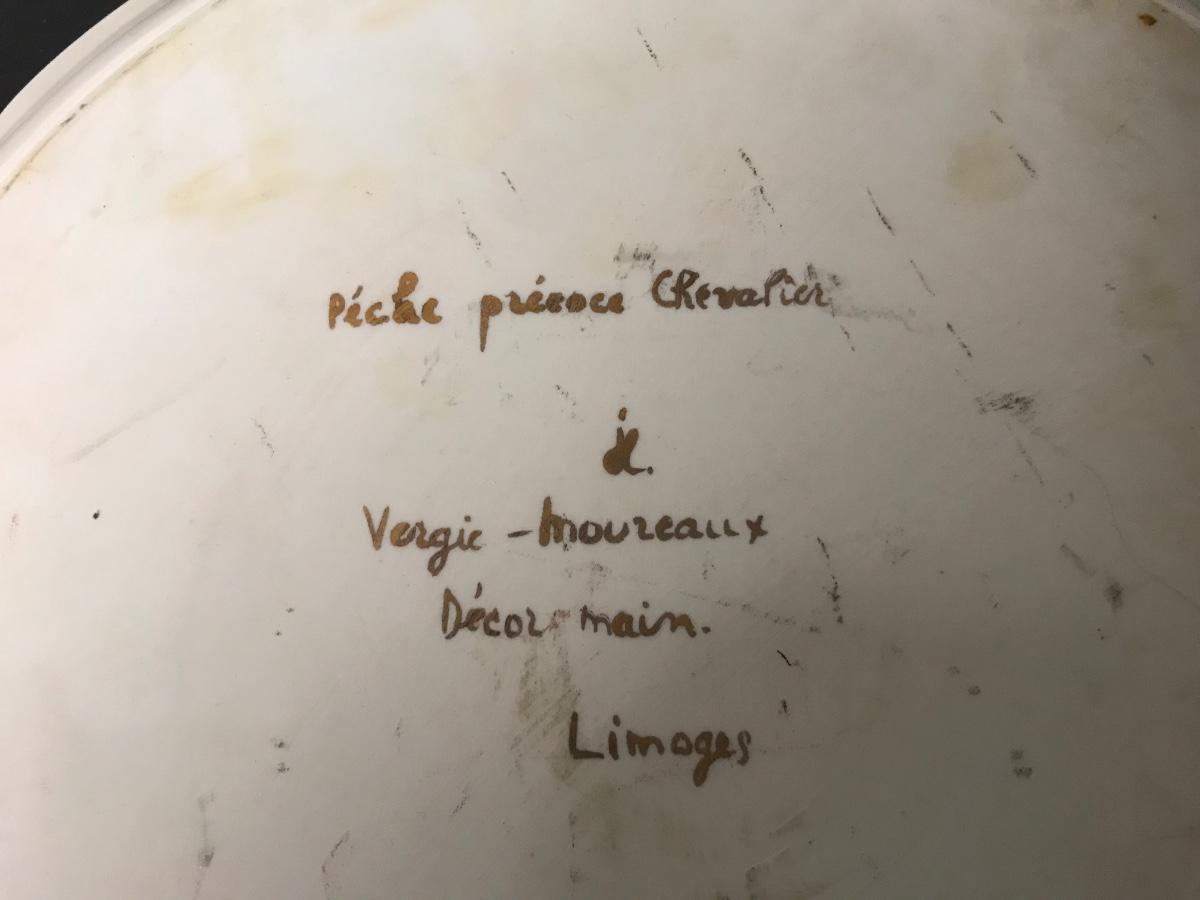 Pêche précoce Chevalier
Vergie - Moureaux
Décor main.
Limoges